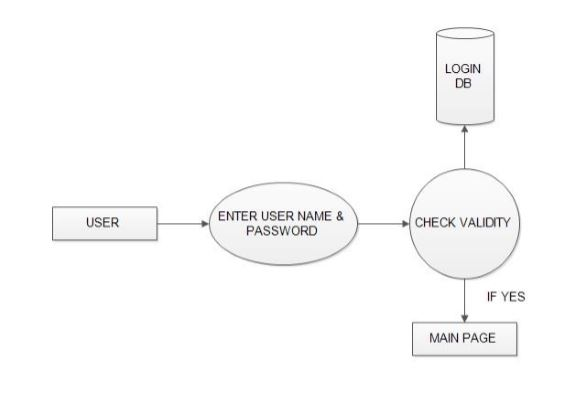 LOGIN
DB
USER
ENTER USER NAME &
PASSWORD
CHECK VALIDITY
IF YES
MAIN PAGE